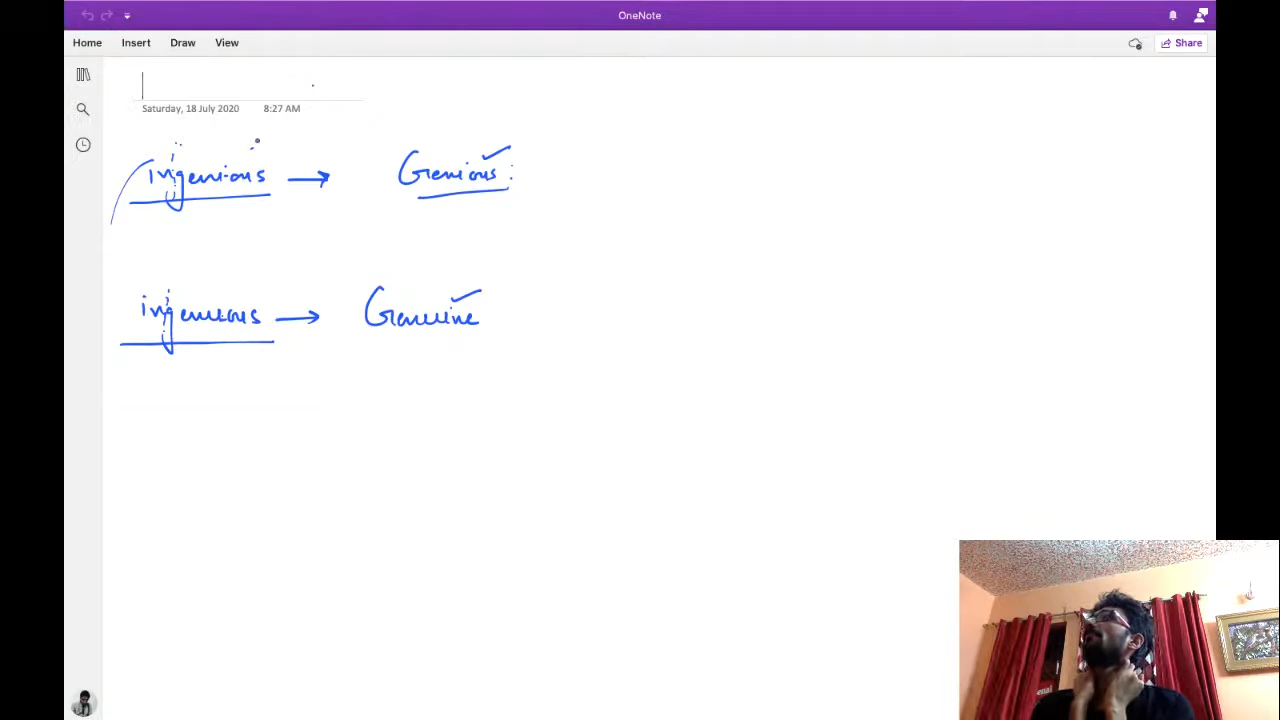 OneNote
Home Insert Draw View Share
Saturday, 18 July 2020 8:27 AM
ingenious → Genious:
ingenuous → Genuine